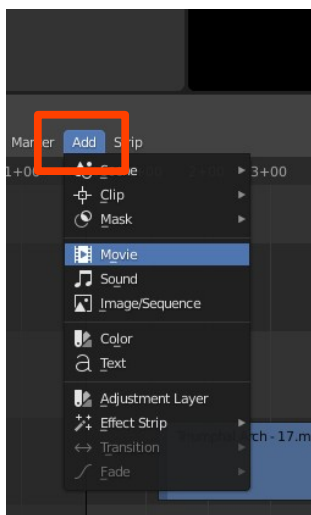 Marker Add Strip
1+00 3+00
Scene
Clip
Mask
Movie
Sound
Image/Sequence
Color
Text
Adjustment Layer
Effect Strip
Transition
Fade